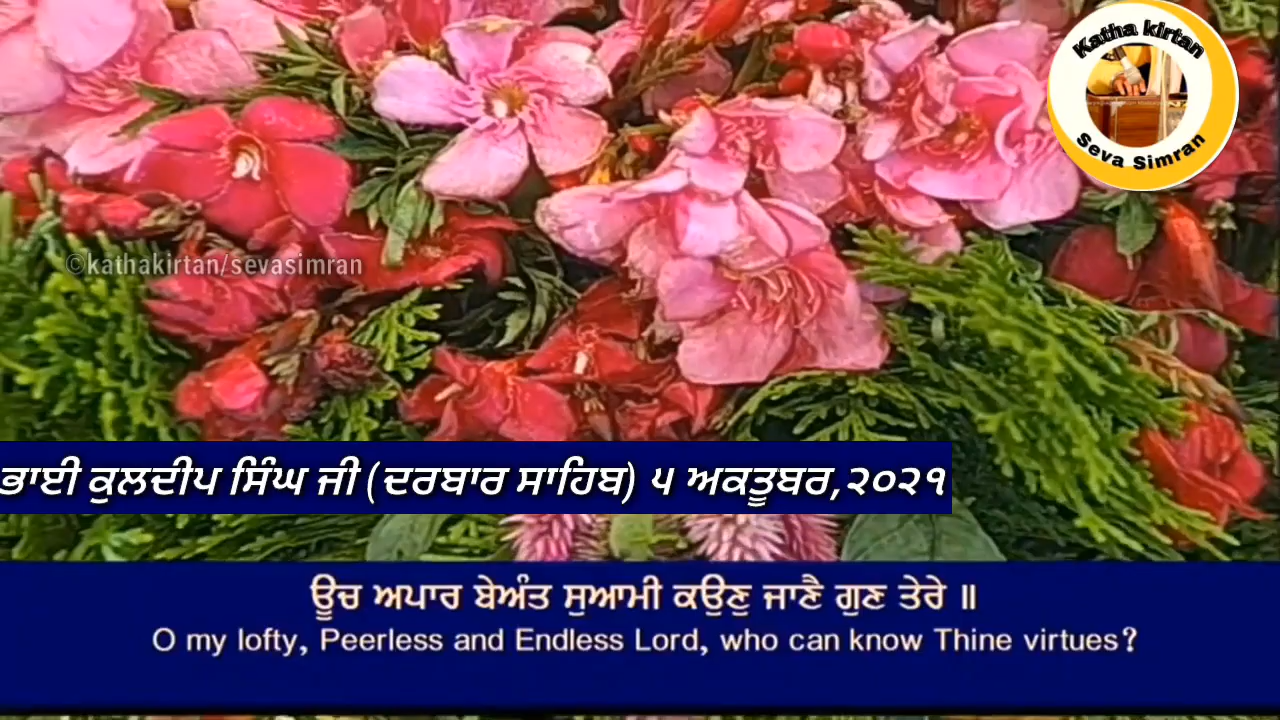 Katha kirtan
Seva Simran
©kathakirtan/sevasimran
ਭਾਈ ਕੁਲਦੀਪ ਸਿੰਘ ਜੀ (ਦਰਬਾਰ ਸਾਹਿਬ) ੫ ਅਕਤੂਬਰ,੨੦੨੧
ਊਚ ਅਪਾਰ ਬੇਅੰਤ ਸੁਆਮੀ ਕਉਣੁ ਜਾਣੈ ਗੁਣ ਤੇਰੇ ॥
O my lofty, Peerless and Endless Lord, who can know Thine virtues?